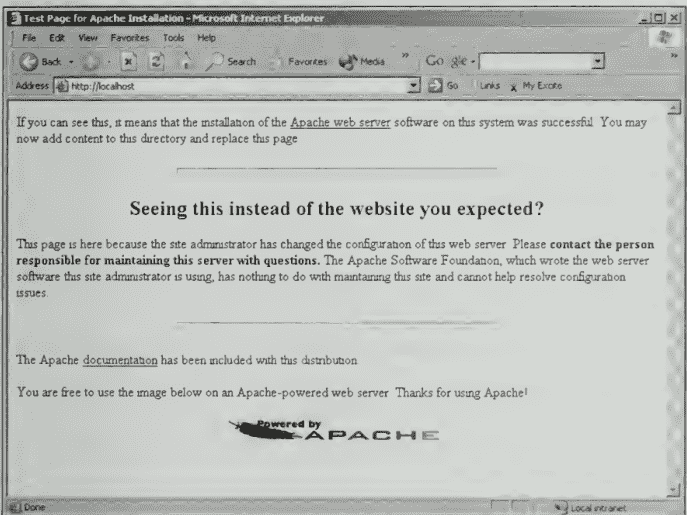 Test Page for Apache Installation - Microsoft Internet Explorer
File Edit View Favorites Tools Help
Back Search Favorites Media » Google
Address http://localhost Go Links My Excite
If you can see this, it means that the installation of the Apache web server software on this system was successful. You may
now add content to this directory and replace this page
Seeing this instead of the website you expected?
This page is here because the site administrator has changed the configuration of this web server. Please contact the person
responsible for maintaining this server with questions. The Apache Software Foundation, which wrote the web server
software this site administrator is using, has nothing to do with maintaining this site and cannot help resolve configuration
issues.
The Apache documentation has been included with this distribution
You are free to use the image below on an Apache-powered web server. Thanks for using Apache!
Powered by
APACHE
Done Local intranet